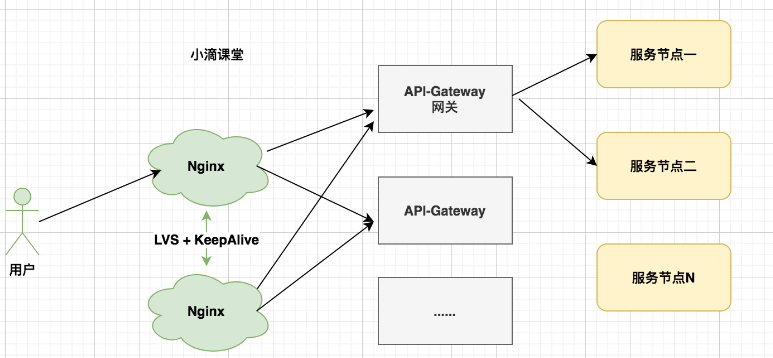 小滴课堂
用户
Nginx
LVS + KeepAlive
Nginx
API-Gateway
网关
API-Gateway
......
服务节点一
服务节点二
服务节点N